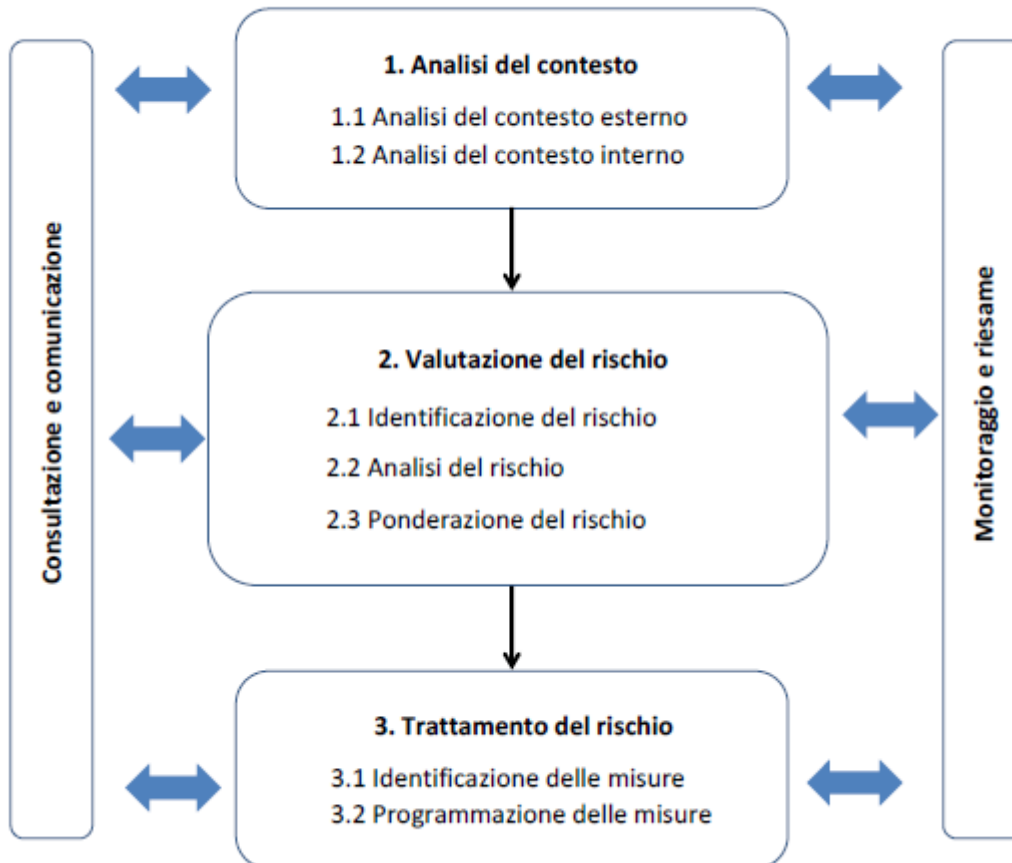 Consultazione e comunicazione
1. Analisi del contesto
1.1 Analisi del contesto esterno
1.2 Analisi del contesto interno
2. Valutazione del rischio
2.1 Identificazione del rischio
2.2 Analisi del rischio
2.3 Ponderazione del rischio
3. Trattamento del rischio
3.1 Identificazione delle misure
3.2 Programmazione delle misure
Monitoraggio e riesame